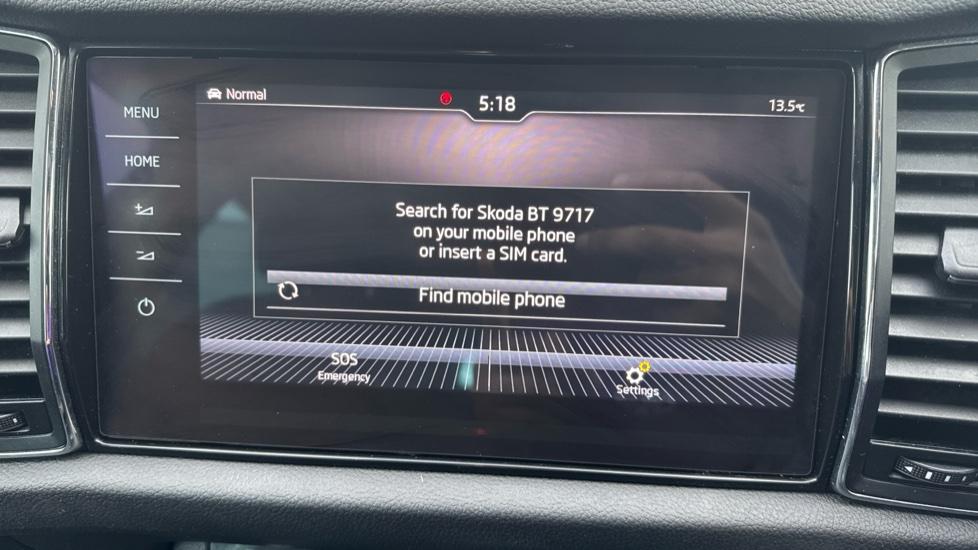 MENU
HOME
Normal
5:18
13.5°C
Search for Skoda BT 9717
on your mobile phone
or insert a SIM card.
Find mobile phone
SOS
Emergency
Settings